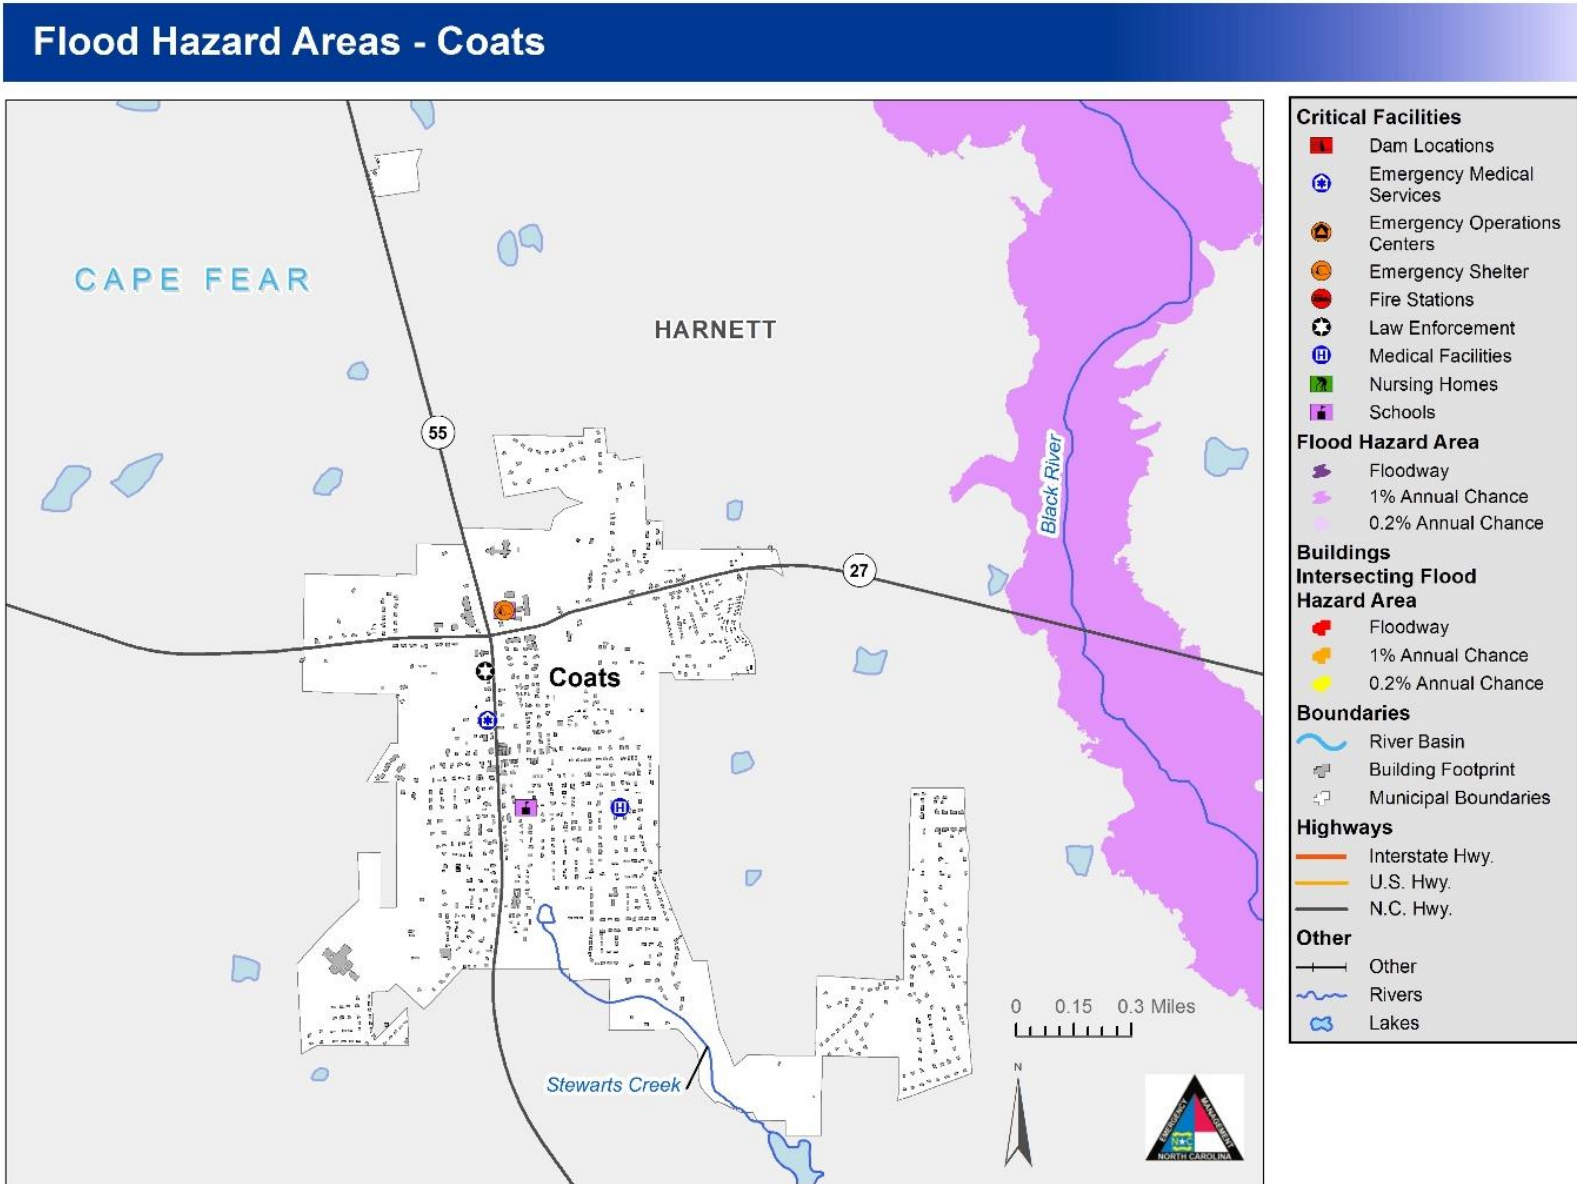 Flood Hazard Areas - Coats
CAPE FEAR
HARNETT
55
Black River
27
Coats
0 0.15 0.3 Miles
Stewarts Creek
N
EMERGENCY
MANAGEMENT
N C
NORTH CAROLINA
Critical Facilities
Dam Locations
Emergency Medical
Services
Emergency Operations
Centers
Emergency Shelter
Fire Stations
Law Enforcement
H
Medical Facilities
Nursing Homes
Schools
Flood Hazard Area
Floodway
1% Annual Chance
0.2% Annual Chance
Buildings
Intersecting Flood
Hazard Area
Floodway
1% Annual Chance
0.2% Annual Chance
Boundaries
River Basin
Building Footprint
Municipal Boundaries
Highways
Interstate Hwy.
U.S. Hwy.
N.C. Hwy.
Other
Other
Rivers
Lakes